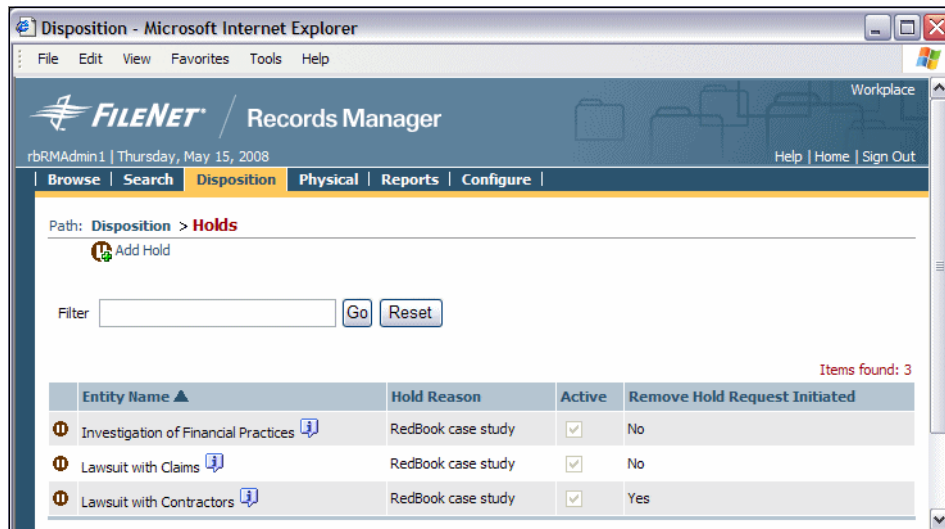 Disposition - Microsoft Internet Explorer
File Edit View Favorites Tools Help
Workplace
FILENET® / Records Manager
rbRMAdmin1 | Thursday, May 15, 2008 Help | Home | Sign Out
| Browse | Search Disposition Physical | Reports | Configure |
Path: Disposition > Holds
Add Hold
Filter Go Reset
Items found: 3
Entity Name Hold Reason Active Remove Hold Request Initiated
Investigation of Financial Practices RedBook case study No
Lawsuit with Claims RedBook case study No
Lawsuit with Contractors RedBook case study Yes